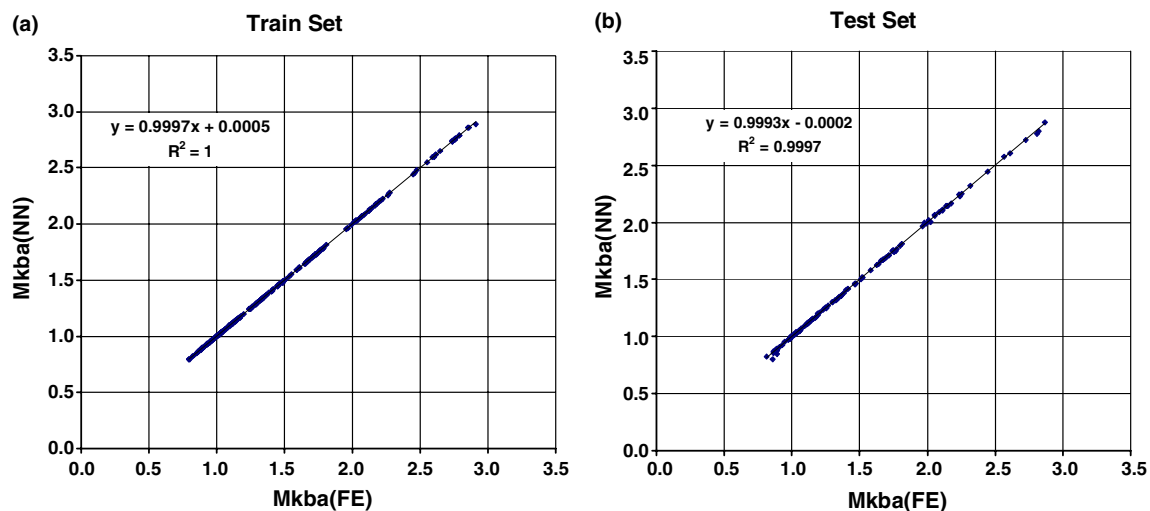 (a) Train Set
3.5
3.0
2.5
2.0
1.5
1.0
0.5
0.0
Mkba(NN)
y = 0.9997x + 0.0005
R² = 1
0.0 0.5 1.0 1.5 2.0 2.5 3.0 3.5
Mkba(FE)
(b) Test Set
3.5
3.0
2.5
2.0
1.5
1.0
0.5
0.0
Mkba(NN)
y = 0.9993x - 0.0002
R² = 0.9997
0.0 0.5 1.0 1.5 2.0 2.5 3.0 3.5
Mkba(FE)